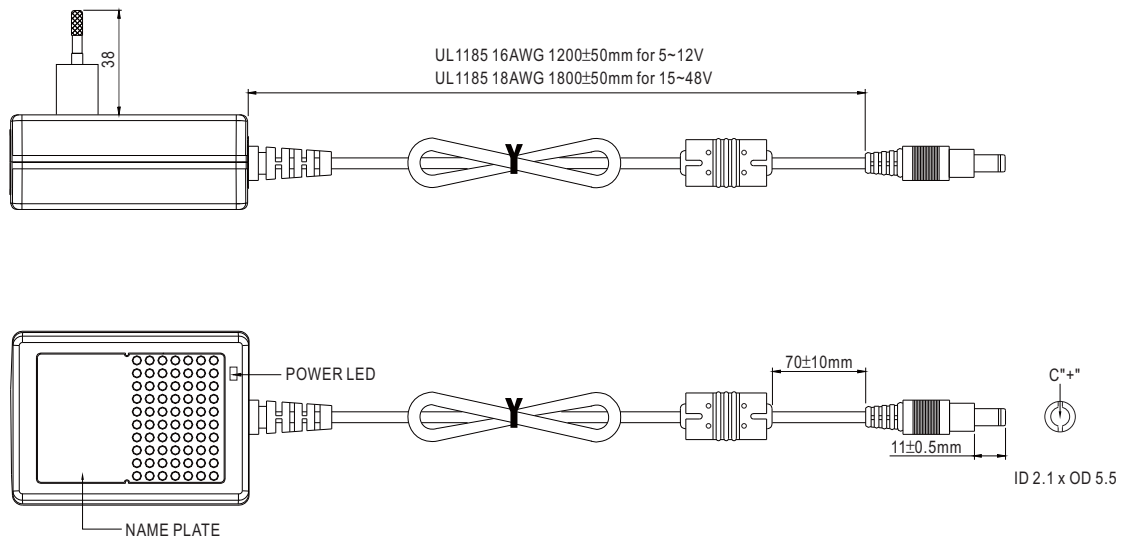 38
UL1185 16AWG 1200±50mm for 5~12V
UL1185 18AWG 1800±50mm for 15~48V
POWER LED
70±10mm
C"+"
11±0.5mm
ID 2.1 x OD 5.5
NAME PLATE